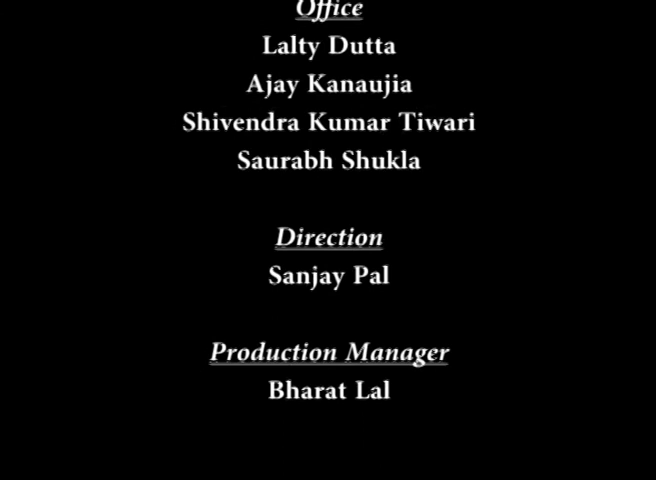 Office
Lalty Dutta
Ajay Kanaujia
Shivendra Kumar Tiwari
Saurabh Shukla
Direction
Sanjay Pal
Production Manager
Bharat Lal